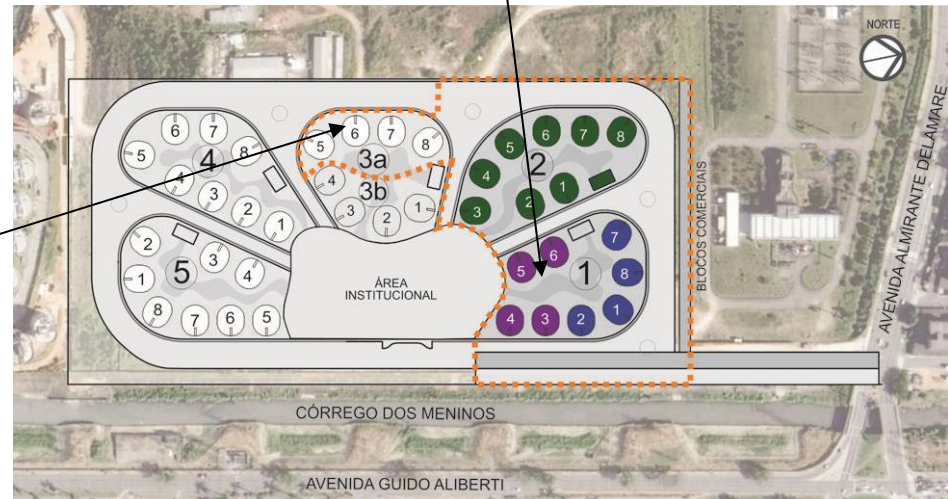 NORTE
AVENIDA ALMIRANTE DELAMARE
BLOCOS COMERCIAIS
6 7
5 8
4
4
3
2
1
5 6 7 8
3a
3b
4
3 2 1
5 6 7 8
4
2
3 2 1
2
1
3
4
5
8 7 6 5
ÁREA
INSTITUCIONAL
7
6
5
8
1
4 3 2 1
CÓRREGO DOS MENINOS
AVENIDA GUIDO ALIBERTI